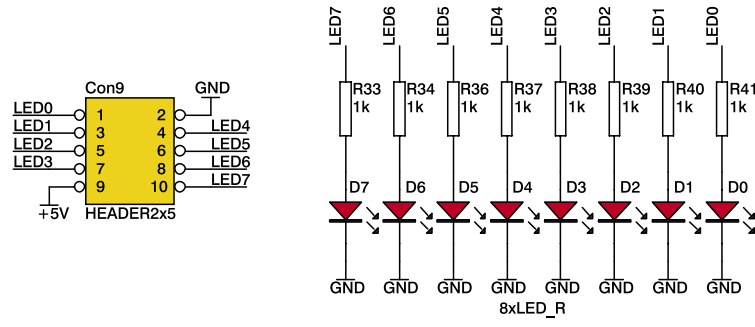 Con9
GND
LED0 1 2
LED1 3 4 LED4
LED2 5 6 LED5
LED3 7 8 LED6
9 10 LED7
+5V HEADER2x5
LED7 LED6 LED5 LED4 LED3 LED2 LED1 LED0
R33 R34 R36 R37 R38 R39 R40 R41
1k 1k 1k 1k 1k 1k 1k 1k
D7 D6 D5 D4 D3 D2 D1 D0
GND GND GND GND GND GND GND GND
8xLED_R